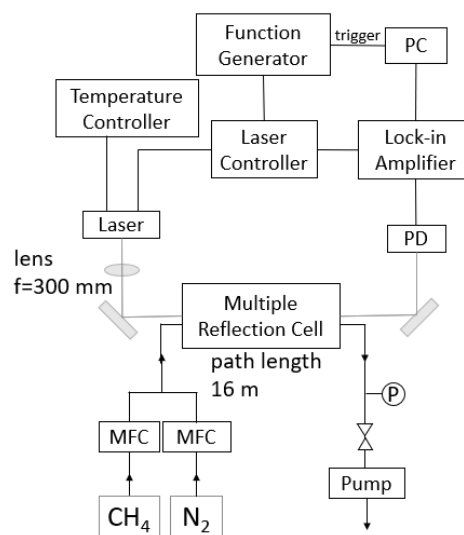 Function
Generator
trigger
PC
Temperature
Controller
Laser
Controller
Lock-in
Amplifier
Laser
PD
lens
f=300 mm
Multiple
Reflection Cell
path length
16 m
P
MFC
MFC
Pump
CH₄
N₂